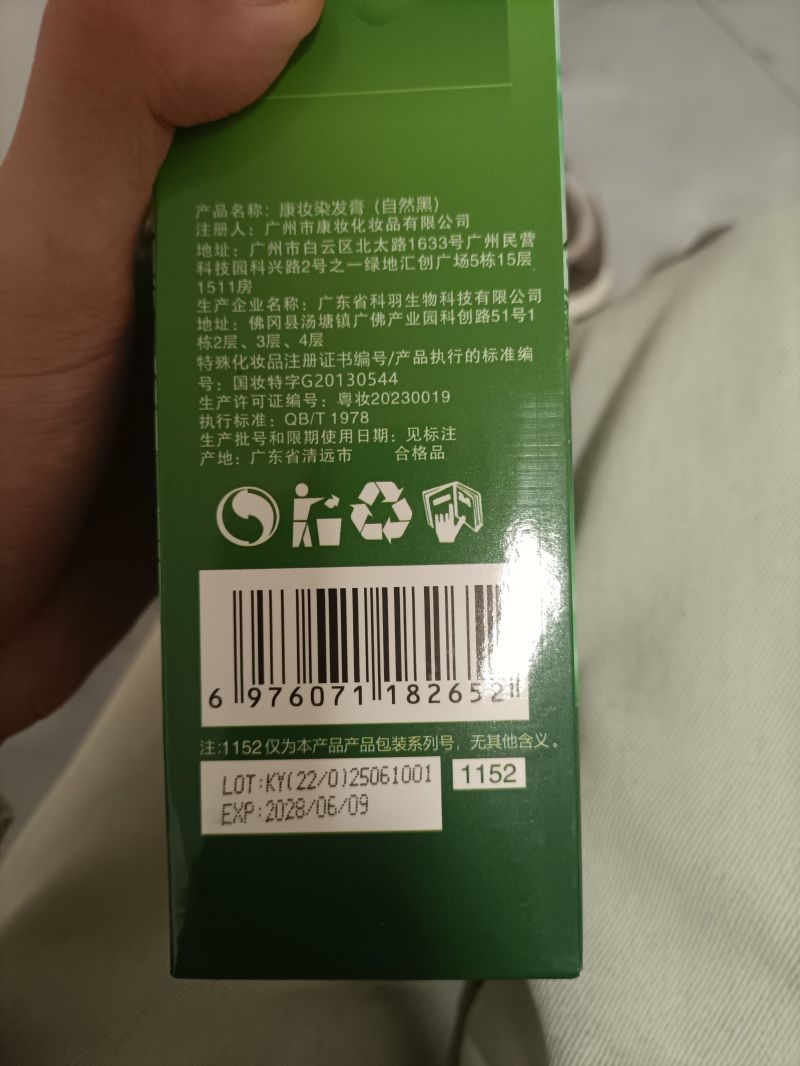 产品名称：康妆染发膏（自然黑）
注册人：广州市康妆化妆品有限公司
地址：广州市白云区北太路1633号广州民营
科技园科兴路2号之一绿地汇创广场5栋15层
1511房
生产企业名称：广东省科羽生物科技有限公司
地址：佛冈县汤塘镇广佛产业园科创路51号1
栋2层、3层、4层
特殊化妆品注册证书编号/产品执行的标准编
号：国妆特字G20130544
生产许可证编号：粤妆20230019
执行标准：QB/T 1978
生产批号和限期使用日期：见标注
产地：广东省清远市 合格品
6 976071 182652
注:1152仅为本产品产品包装系列号，无其他含义。
LOT:KY(22/0)25061001
1152
EXP:2028/06/09